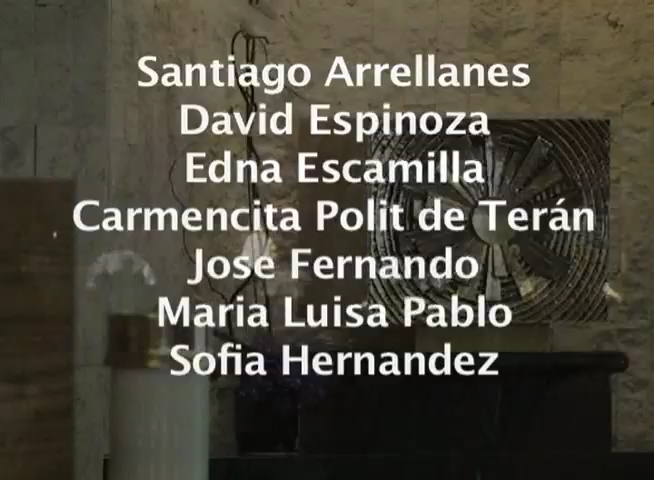 Santiago Arrellanes
David Espinoza
Edna Escamilla
Carmencita Polit de Terán
Jose Fernando
Maria Luisa Pablo
Sofia Hernandez